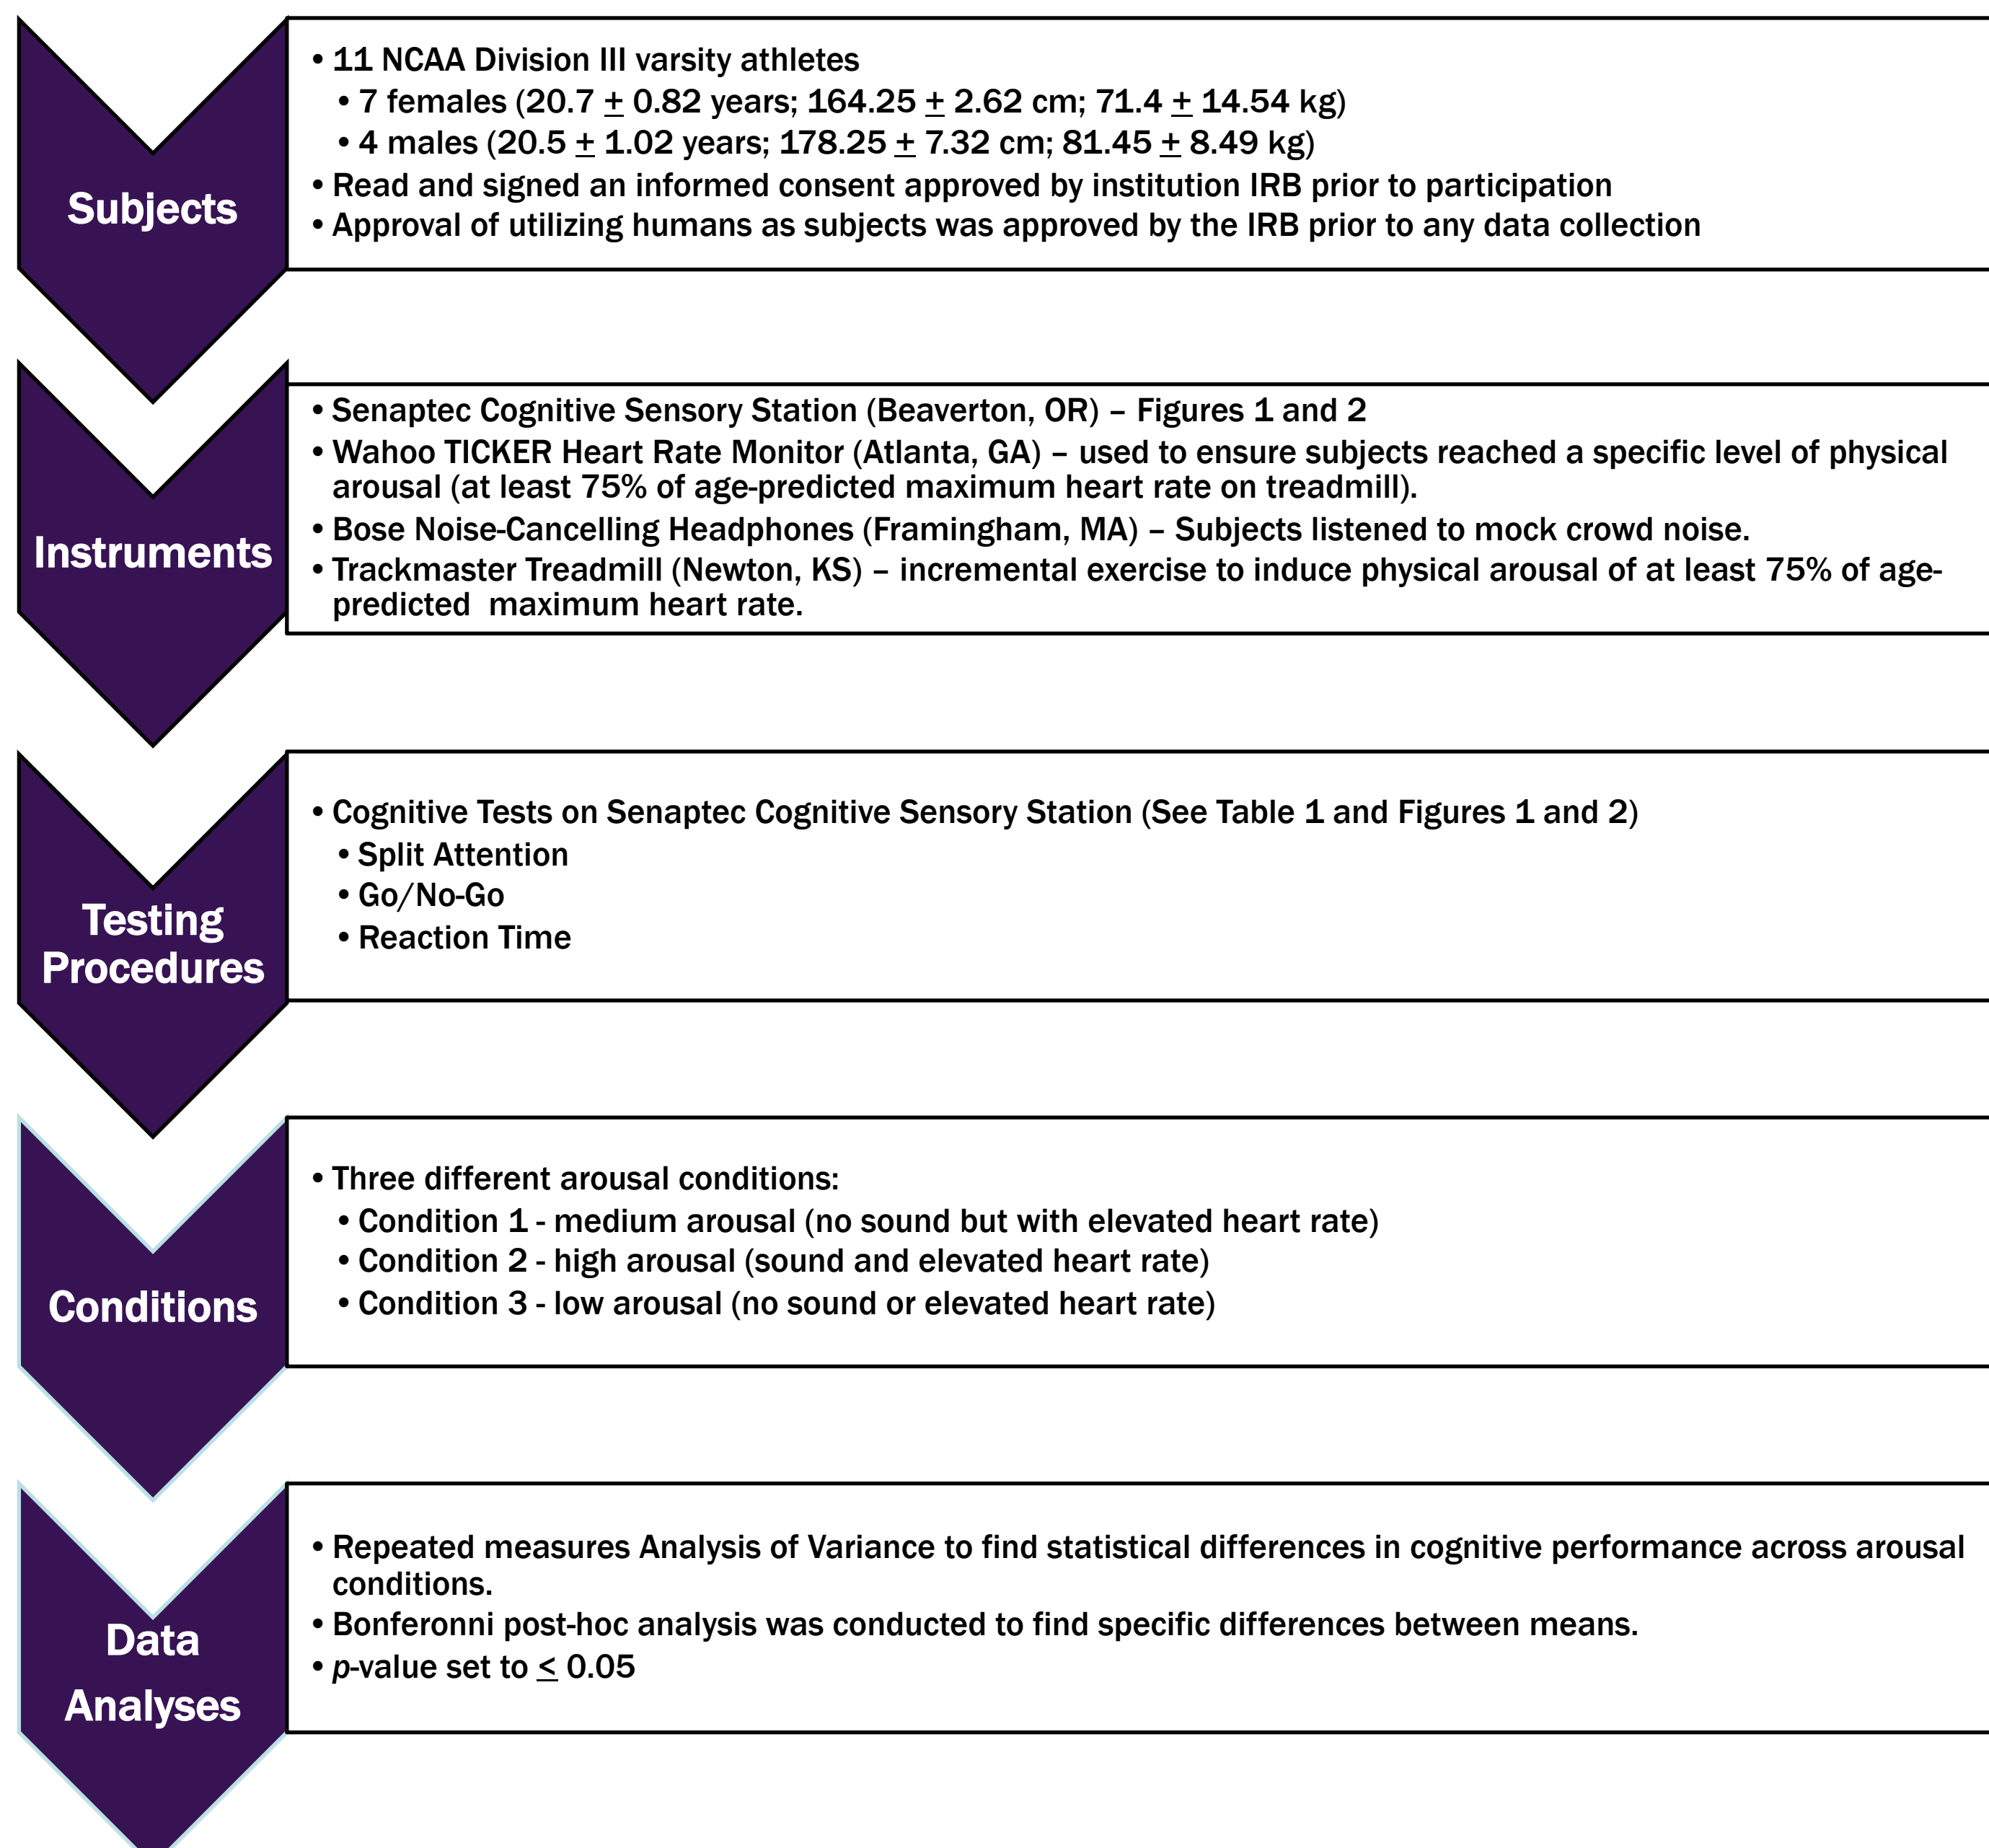 Subjects
• 11 NCAA Division III varsity athletes
• 7 females (20.7 ± 0.82 years; 164.25 ± 2.62 cm; 71.4 ± 14.54 kg)
• 4 males (20.5 ± 1.02 years; 178.25 ± 7.32 cm; 81.45 ± 8.49 kg)
• Read and signed an informed consent approved by institution IRB prior to participation
• Approval of utilizing humans as subjects was approved by the IRB prior to any data collection
Instruments
• Senaptec Cognitive Sensory Station (Beaverton, OR) – Figures 1 and 2
• Wahoo TICKER Heart Rate Monitor (Atlanta, GA) – used to ensure subjects reached a specific level of physical
arousal (at least 75% of age-predicted maximum heart rate on treadmill).
• Bose Noise-Cancelling Headphones (Framingham, MA) – Subjects listened to mock crowd noise.
• Trackmaster Treadmill (Newton, KS) – incremental exercise to induce physical arousal of at least 75% of age-
predicted  maximum heart rate.
Testing
Procedures
• Cognitive Tests on Senaptec Cognitive Sensory Station (See Table 1 and Figures 1 and 2)
• Split Attention
• Go/No-Go
• Reaction Time
Conditions
• Three different arousal conditions:
• Condition 1 - medium arousal (no sound but with elevated heart rate)
• Condition 2 - high arousal (sound and elevated heart rate)
• Condition 3 - low arousal (no sound or elevated heart rate)
Data
Analyses
• Repeated measures Analysis of Variance to find statistical differences in cognitive performance across arousal
conditions.
• Bonferonni post-hoc analysis was conducted to find specific differences between means.
• p-value set to ≤ 0.05